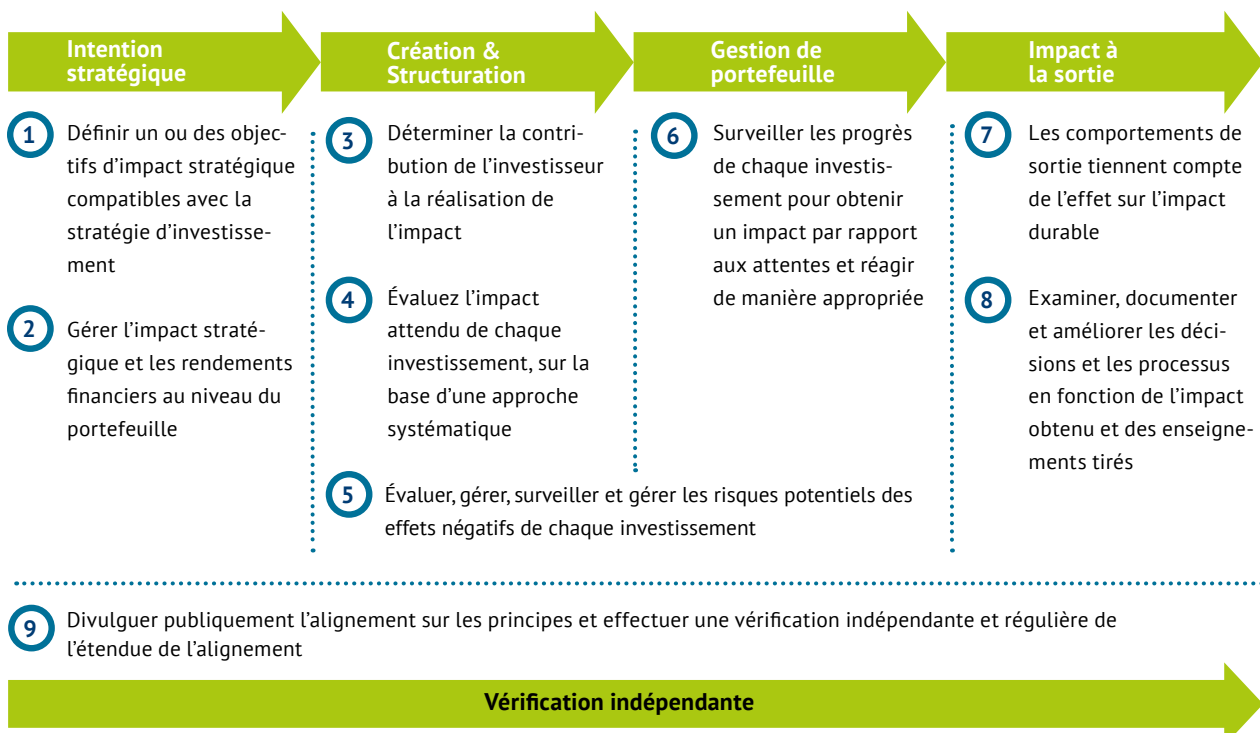 Intention
stratégique
Création &
Structuration
Gestion de
portefeuille
Impact à
la sortie
1
Définir un ou des objec-
tifs d’impact stratégique
compatibles avec la
stratégie d’investisse-
ment
2
Gérer l’impact straté-
gique et les rendements
financiers au niveau du
portefeuille
3
Déterminer la contri-
bution de l’investisseur
à la réalisation de
l’impact
4
Évaluez l’impact
attendu de chaque
investissement, sur la
base d’une approche
systématique
5
Évaluer, gérer, surveiller et gérer les risques potentiels des
effets négatifs de chaque investissement
6
Surveiller les progrès
de chaque investis-
sement pour obtenir
un impact par rapport
aux attentes et réagir
de manière appropriée
7
Les comportements de
sortie tiennent compte
de l’effet sur l’impact
durable
8
Examiner, documenter
et améliorer les déci-
sions et les processus
en fonction de l’impact
obtenu et des enseigne-
ments tirés
9
Divulguer publiquement l’alignement sur les principes et effectuer une vérification indépendante et régulière de
l’étendue de l’alignement
Vérification indépendante